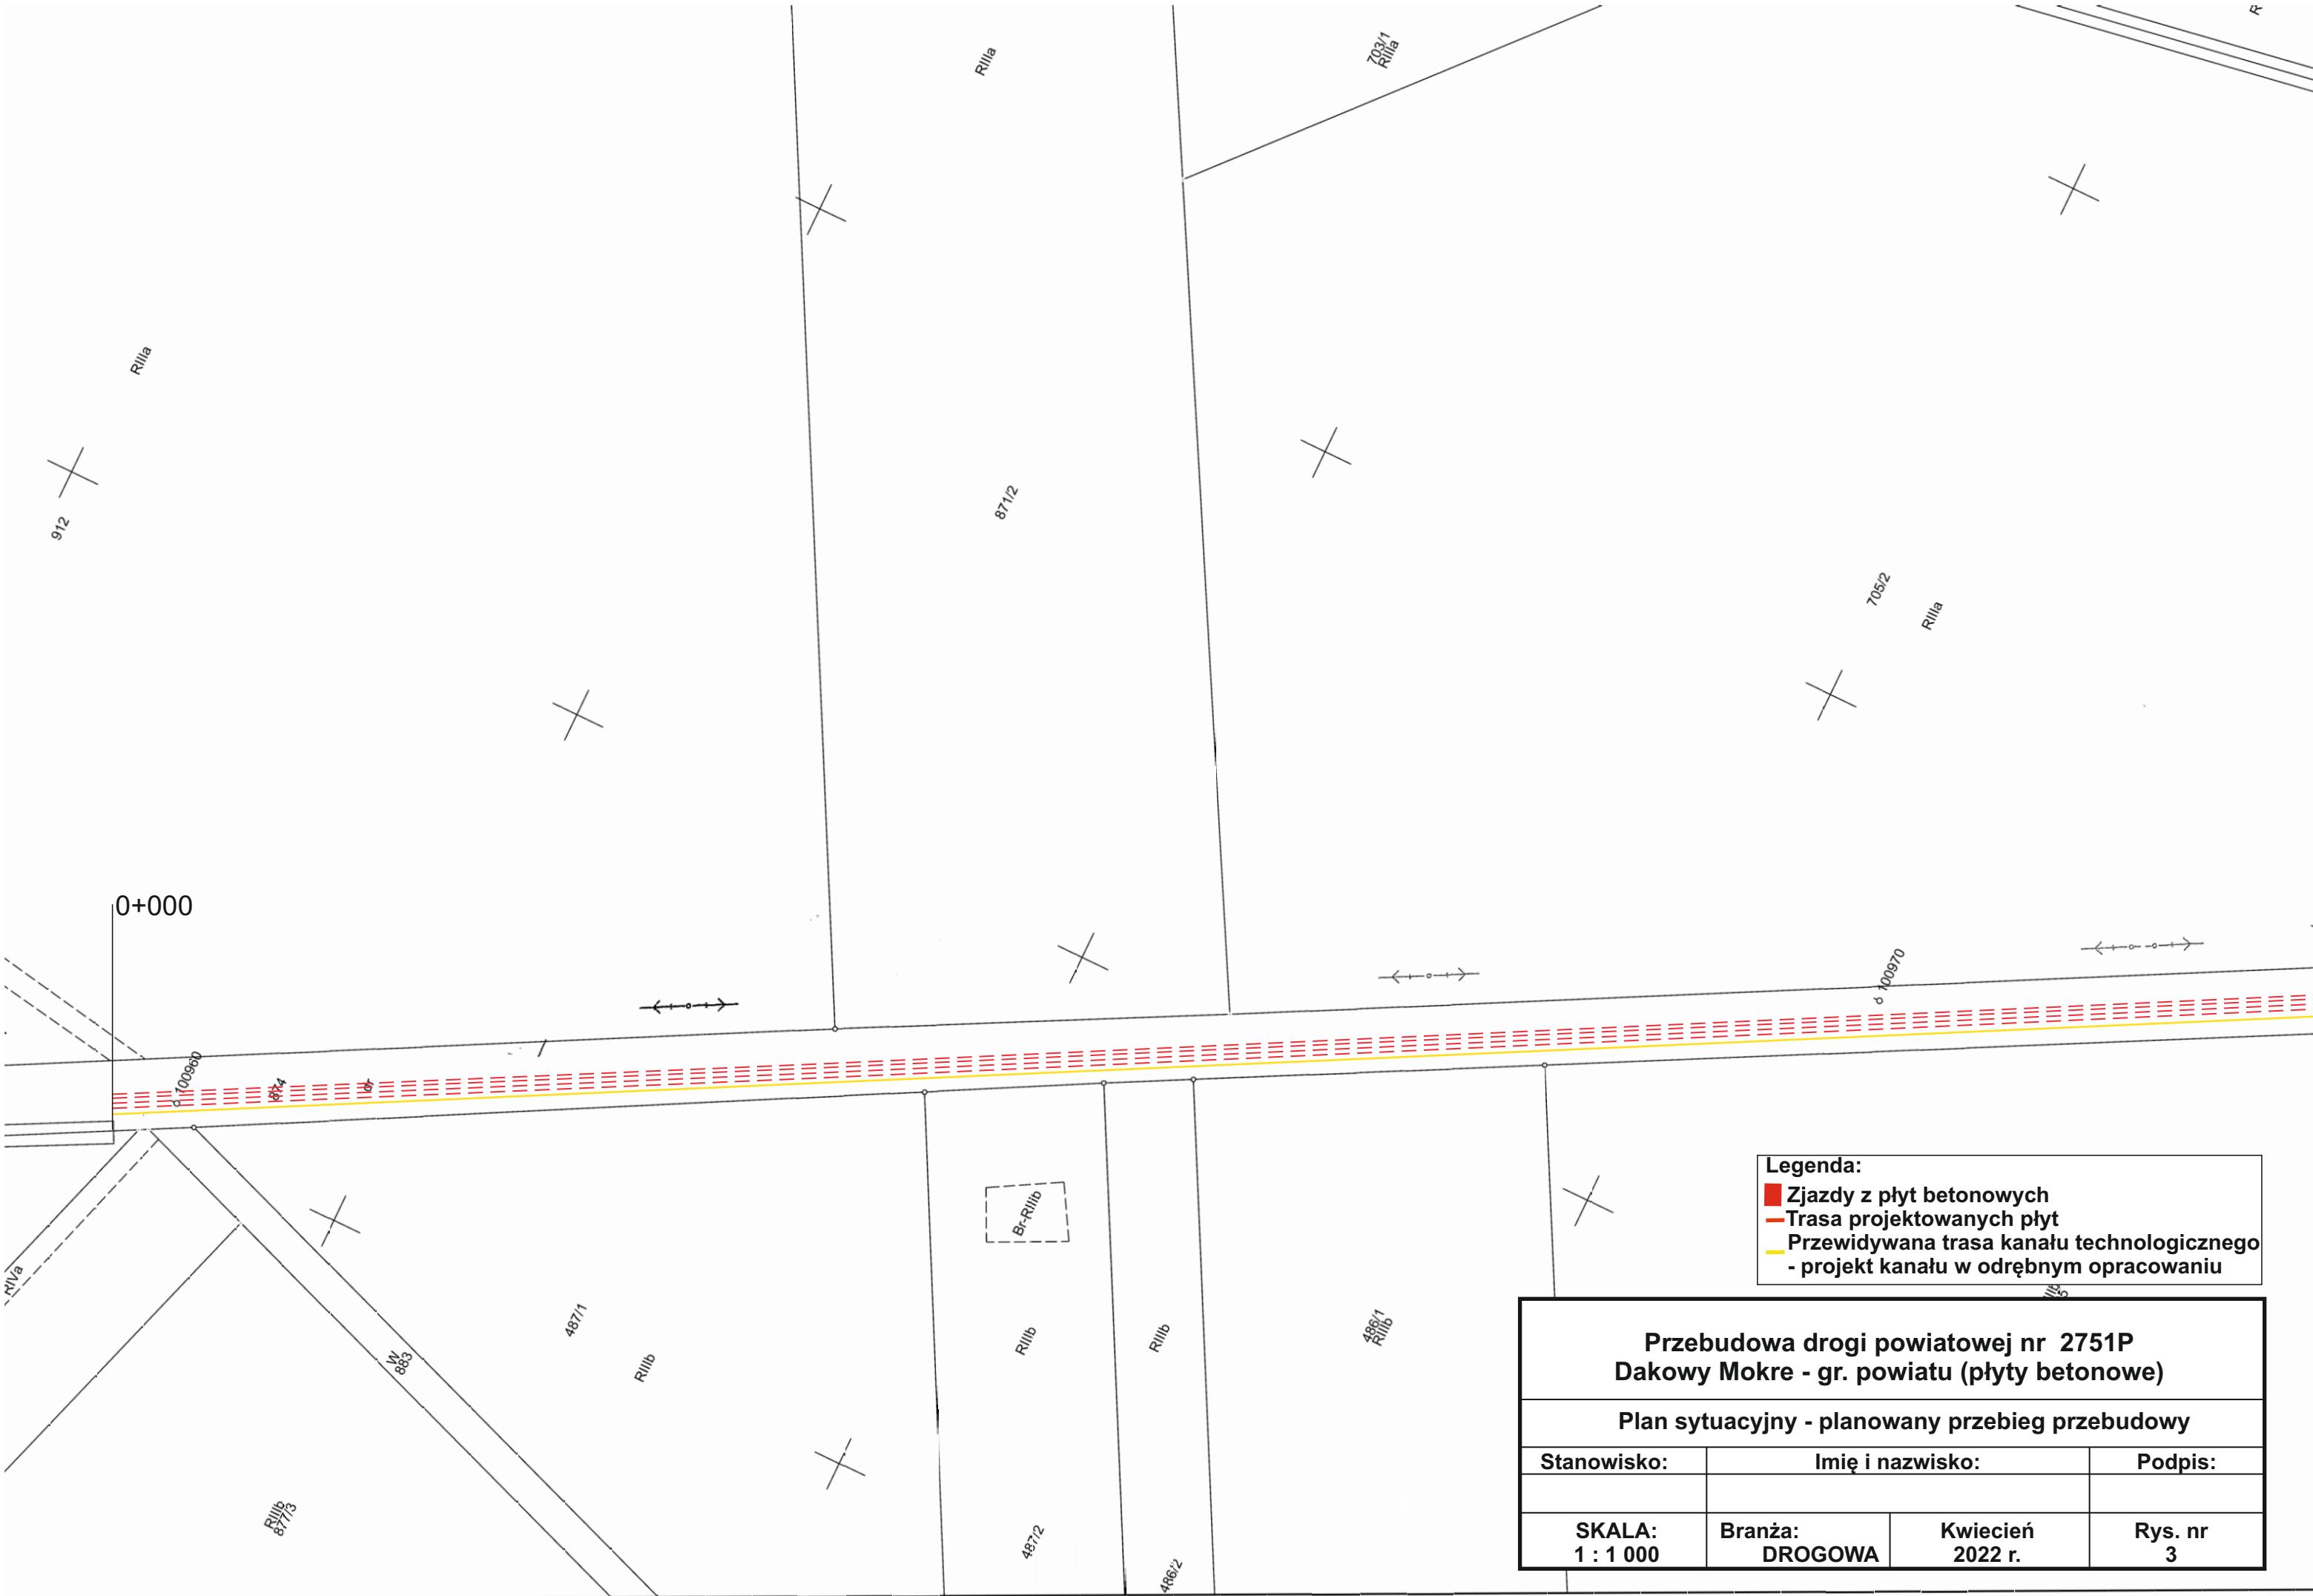 RIIIa
703/1
RIIIa
R
RIIIa
912
871/2
705/2
RIIIa
0+000
100960
874
dr
100970
RIVa
Br-RIIIb
487/1
RIIIb
W
883
RIIIb
RIIIb
486/1
RIIIb
RIIIb
877/3
487/2
486/2
Legenda:
Zjazdy z płyt betonowych
Trasa projektowanych płyt
Przewidywana trasa kanału technologicznego
- projekt kanału w odrębnym opracowaniu
Przebudowa drogi powiatowej nr 2751P
Dakowy Mokre - gr. powiatu (płyty betonowe)
Plan sytuacyjny - planowany przebieg przebudowy
Stanowisko: Imię i nazwisko: Podpis:
SKALA: Branża: Kwiecień Rys. nr
1 : 1 000 DROGOWA 2022 r. 3